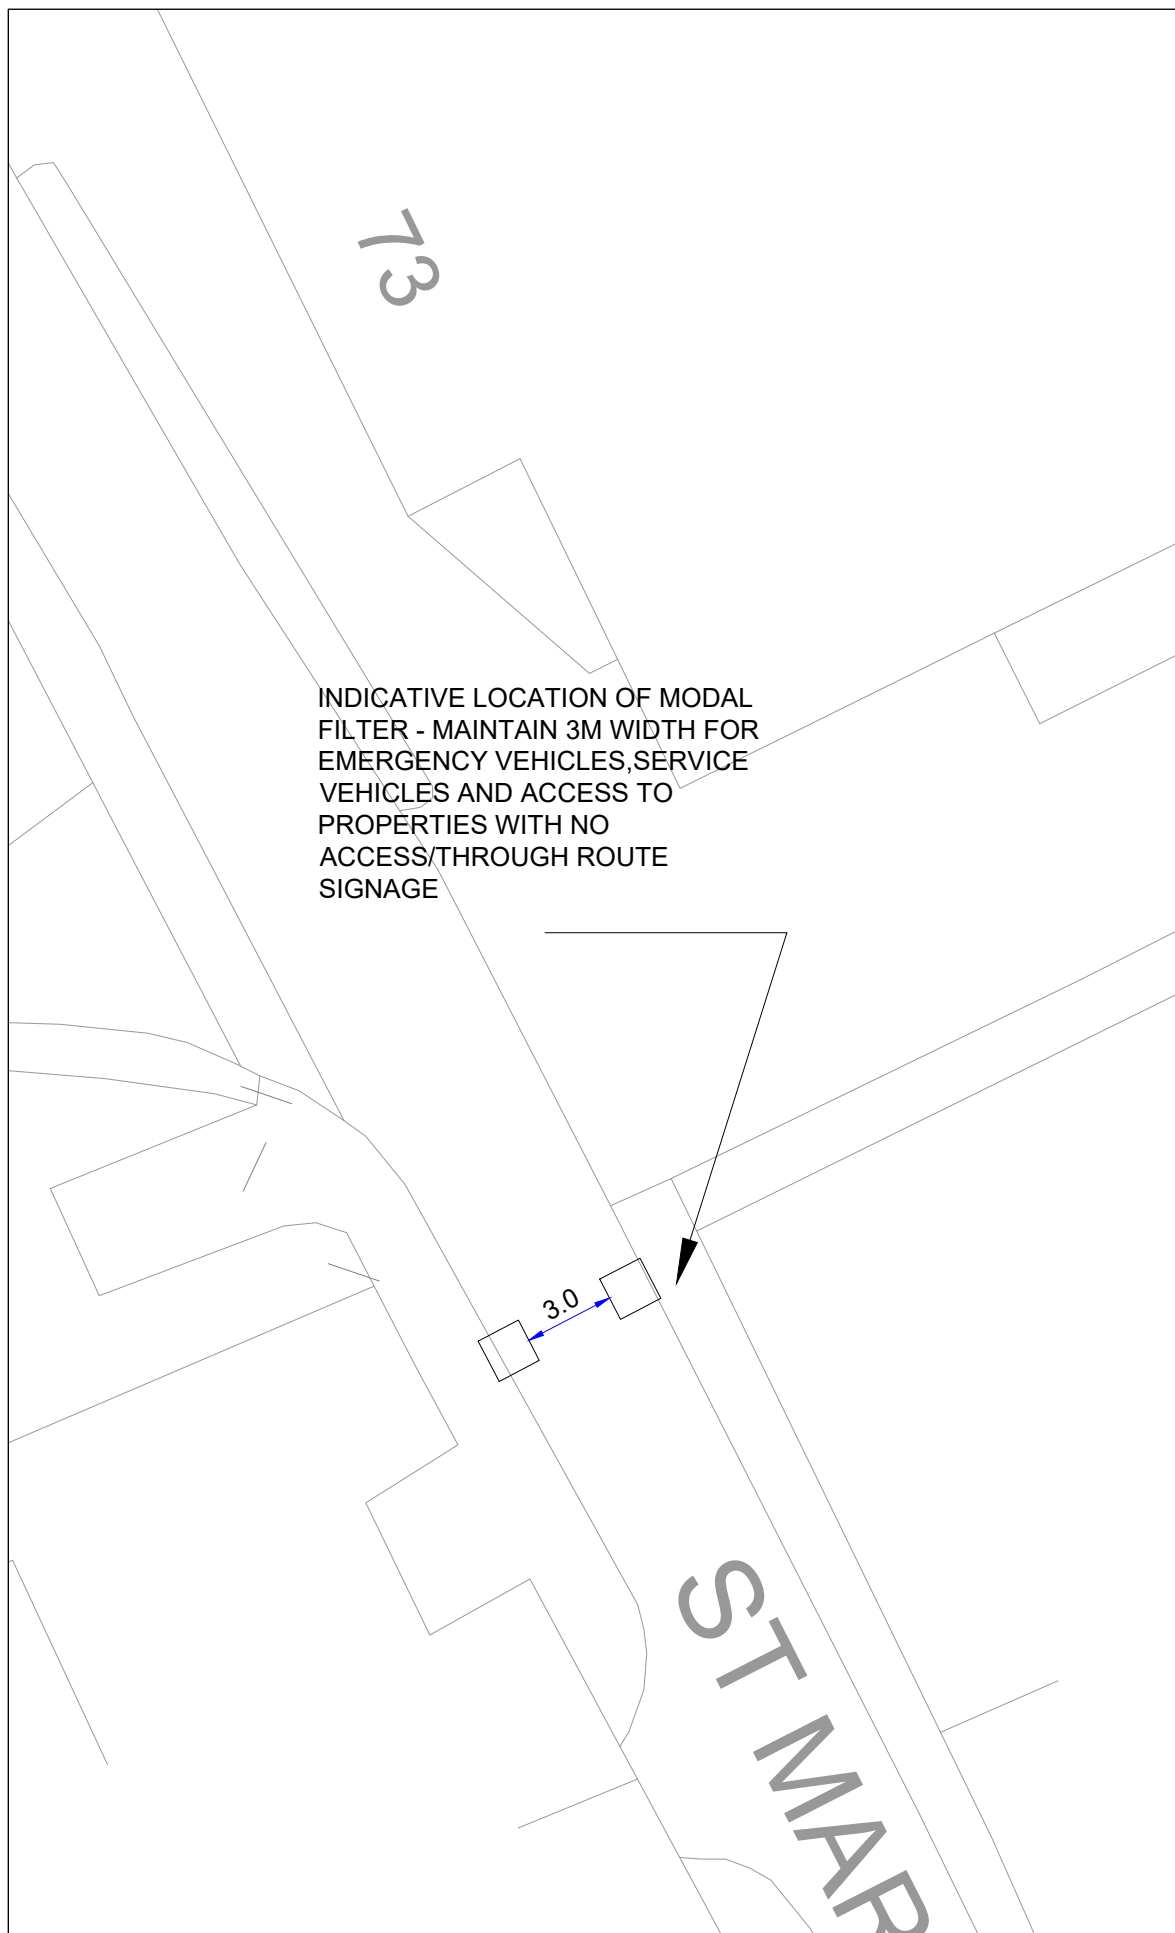 73
INDICATIVE LOCATION OF MODAL
FILTER - MAINTAIN 3M WIDTH FOR
EMERGENCY VEHICLES,SERVICE
VEHICLES AND ACCESS TO
PROPERTIES WITH NO
ACCESS/THROUGH ROUTE
SIGNAGE
3.0
ST MAR